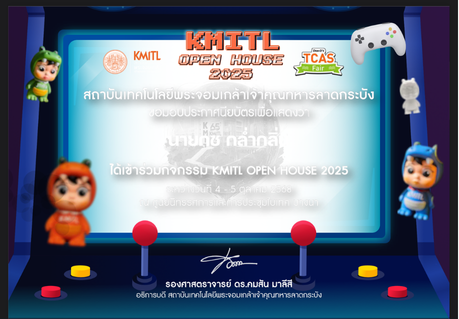 KMITL
KMITL
OPEN HOUSE
2025
TCAS
Fair
สถาบันเทคโนโลยีพระจอมเกล้าเจ้าคุณทหารลาดกระบัง
ขอมอบประกาศนียบัตรเพื่อแสดงว่า
ได้เข้าร่วมกิจกรรม KMITL OPEN HOUSE 2025
รองศาสตราจารย์ ดร.คมสัน มาลีสี
อธิการบดี สถาบันเทคโนโลยีพระจอมเกล้าเจ้าคุณทหารลาดกระบัง